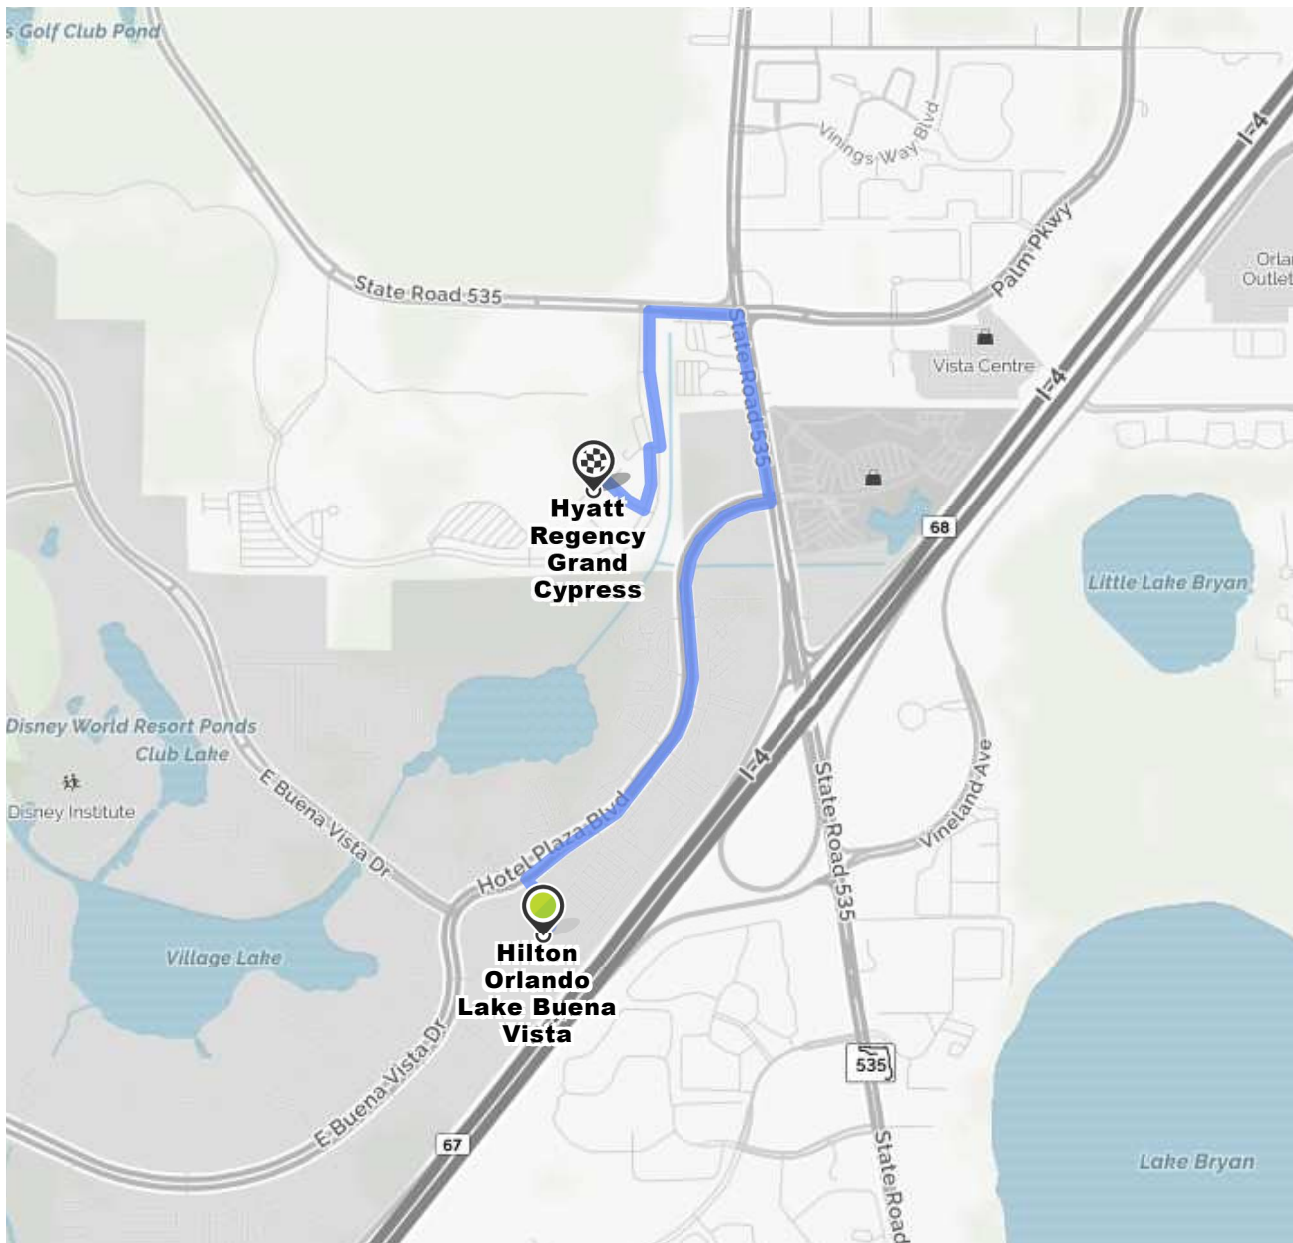 s Golf Club Pond
I-4
Vinings Way Blvd
Palm Pkwy
Orla
Outlet
State Road 535
State Road 535
Vista Centre
I-4
Hyatt
Regency
Grand
Cypress
68
Little Lake Bryan
Disney World Resort Ponds
Club Lake
E Buena Vista Dr
Disney Institute
I-4
State Road 535
Vineland Ave
Hotel Plaza Blvd
Village Lake
Hilton
Orlando
Lake Buena
Vista
E Buena Vista Dr
535
67
State Road
Lake Bryan